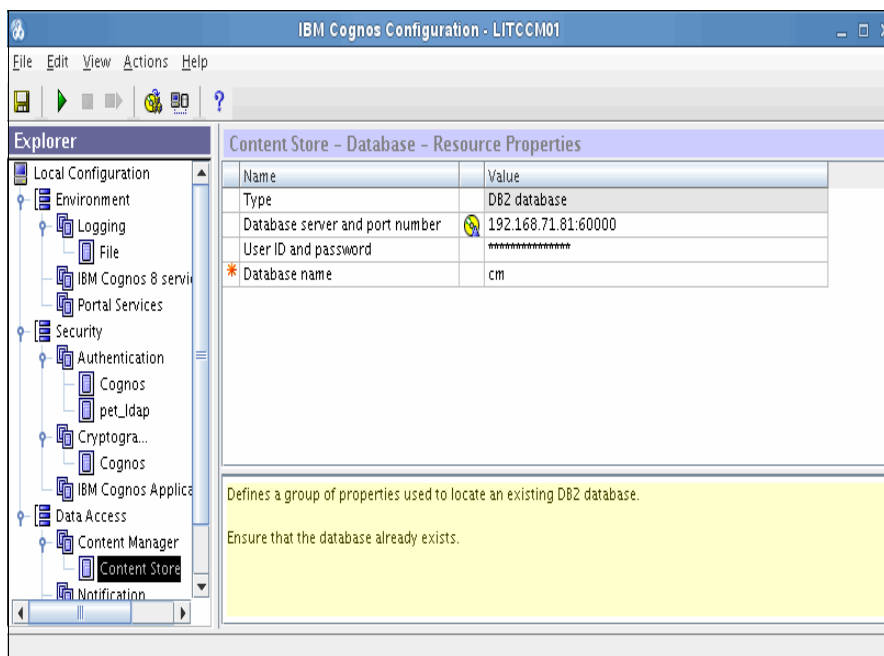 IBM Cognos Configuration - LITCCM01
File Edit View Actions Help
?
Explorer
Local Configuration
Environment
Logging
File
IBM Cognos 8 servi
Portal Services
Security
Authentication
Cognos
pet_ldap
Cryptogra...
Cognos
IBM Cognos Applica
Data Access
Content Manager
Content Store
Notification
Content Store - Database - Resource Properties
Name Value
Type DB2 database
Database server and port number 192.168.71.81:60000
User ID and password ***************
* Database name cm
Defines a group of properties used to locate an existing DB2 database.
Ensure that the database already exists.